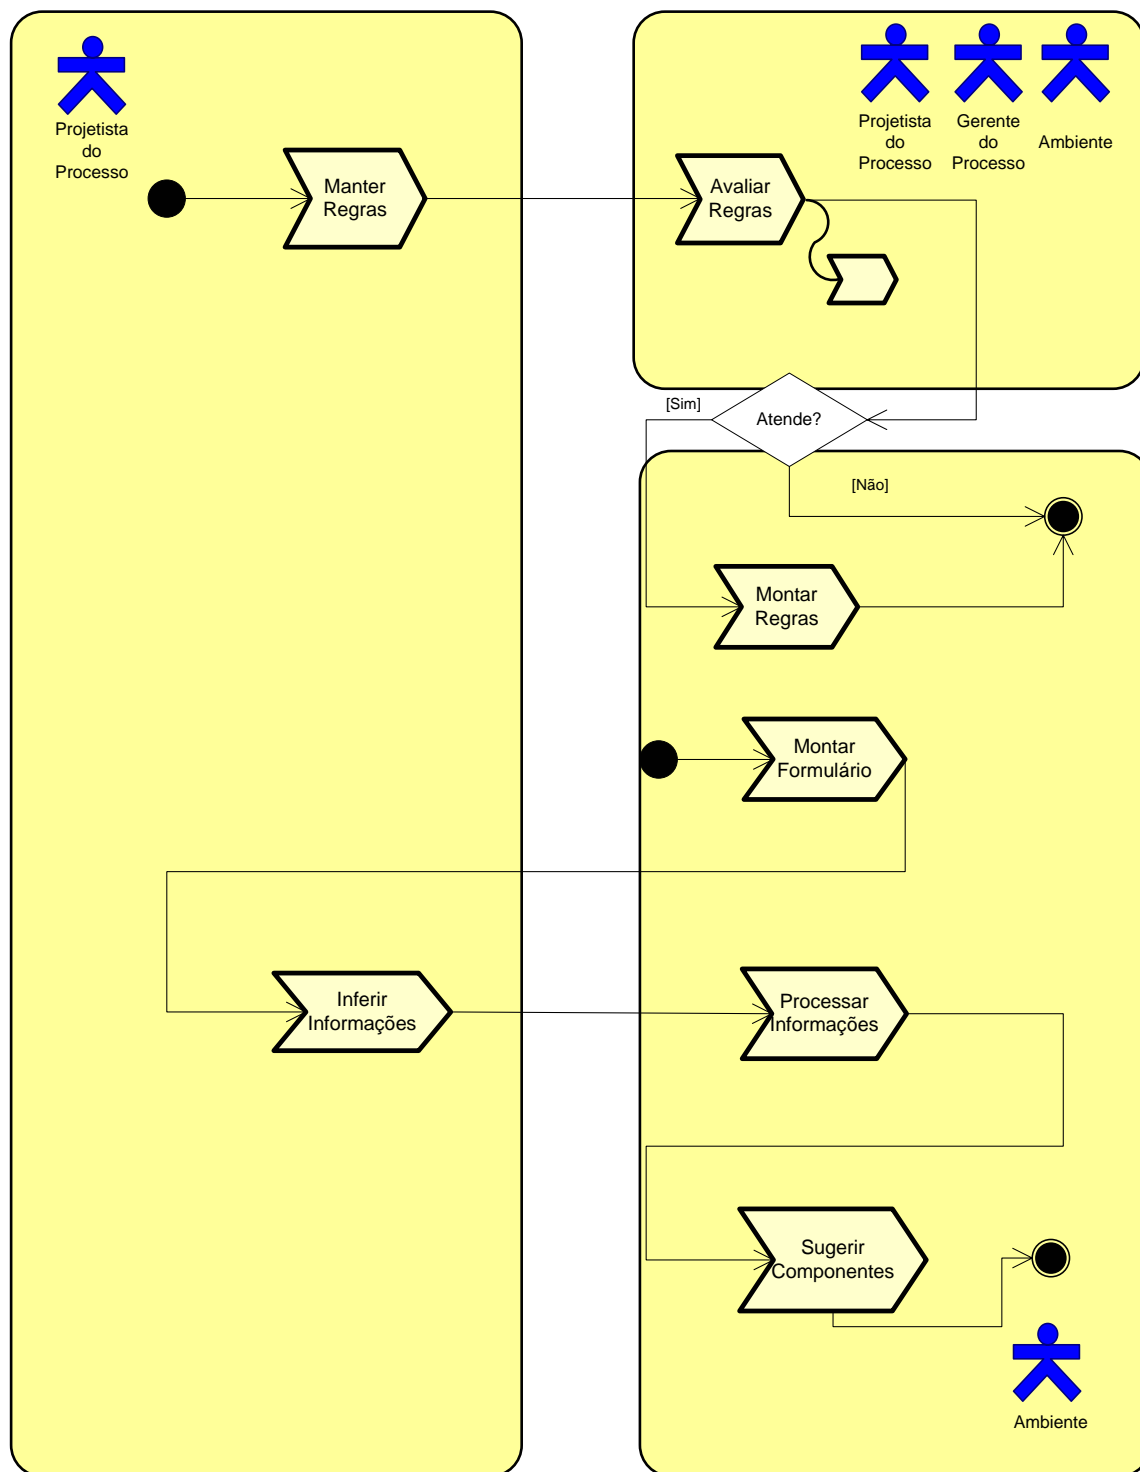 Projetista
do
Processo
Manter
Regras
Projetista
do
Processo
Gerente
do
Processo
Ambiente
Avaliar
Regras
[Sim]
Atende?
[Não]
Montar
Regras
Montar
Formulário
Inferir
Informações
Processar
Informações
Sugerir
Componentes
Ambiente